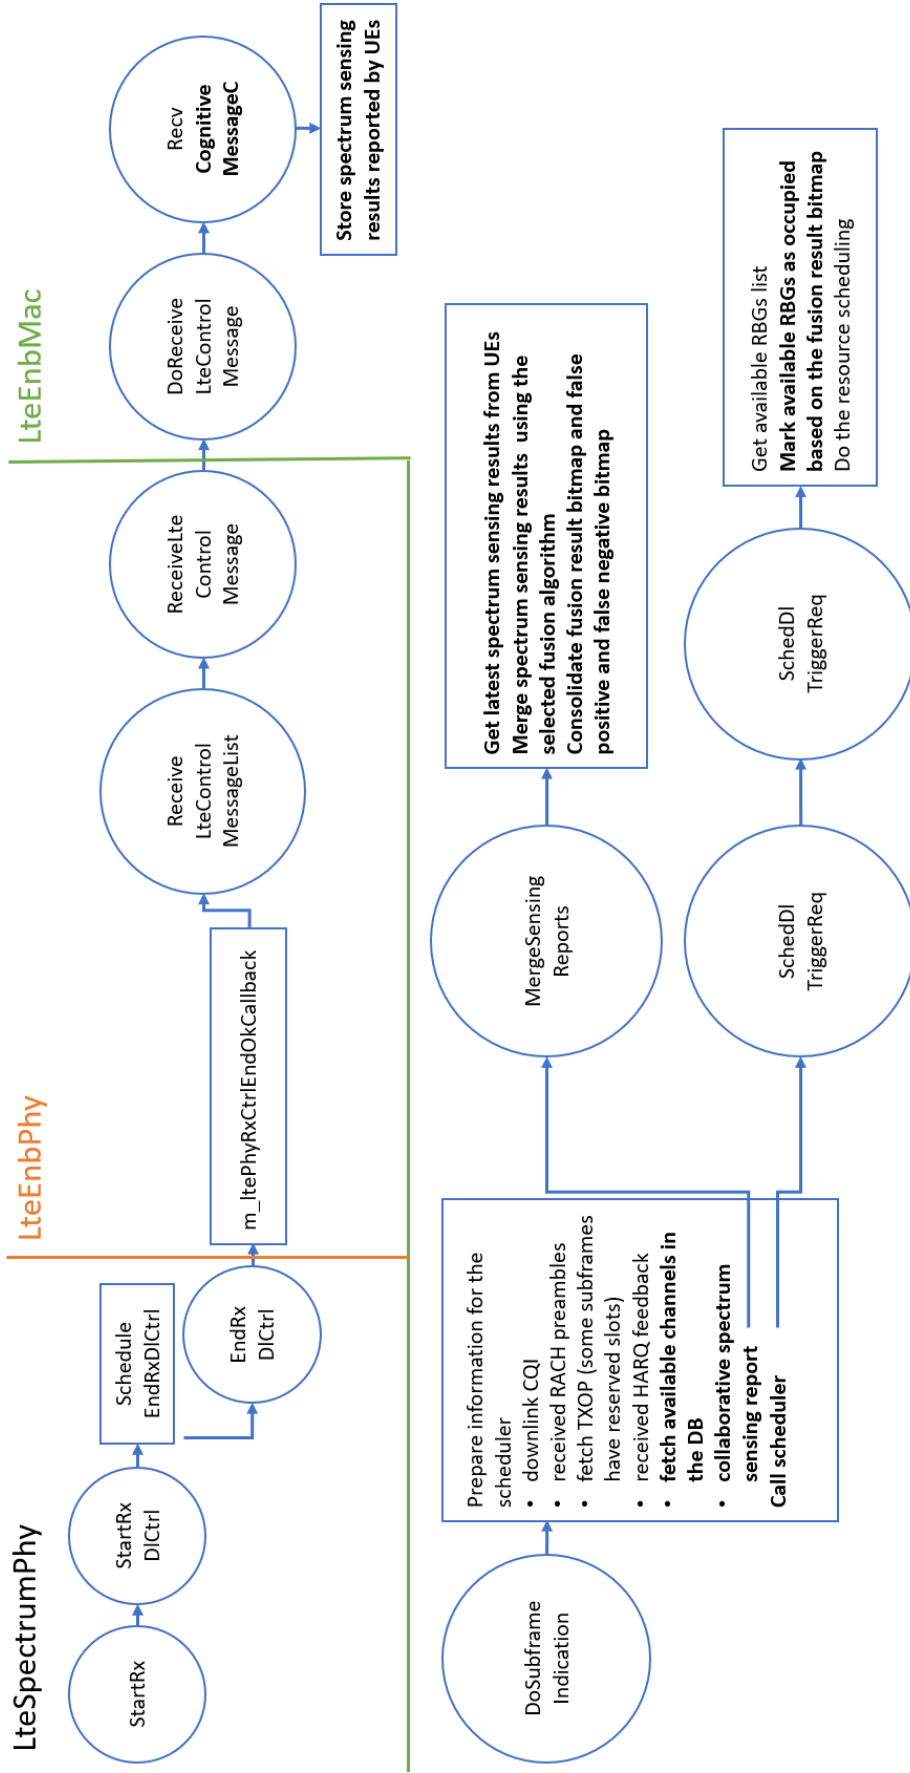 LteSpectrumPhy
LteEnbPhy
LteEnbMac
StartRx
StartRx
DlCtrl
Schedule
EndRxDlCtrl
EndRx
DlCtrl
m_ltePhyRxCtrlEndOkCallback
Receive
LteControl
MessageList
ReceiveLte
Control
Message
DoReceive
LteControl
Message
Recv
Cognitive
MessageC
Store spectrum sensing
results reported by UEs
DoSubframe
Indication
Prepare information for the
scheduler
• downlink CQI
• received RACH preambles
• fetch TXOP (some subframes
have reserved slots)
• received HARQ feedback
• fetch available channels in
the DB
• collaborative spectrum
sensing report
Call scheduler
MergeSensing
Reports
Get latest spectrum sensing results from UEs
Merge spectrum sensing results using the
selected fusion algorithm
Consolidate fusion result bitmap and false
positive and false negative bitmap
SchedDl
TriggerReq
SchedDl
TriggerReq
Get available RBGs list
Mark available RBGs as occupied
based on the fusion result bitmap
Do the resource scheduling